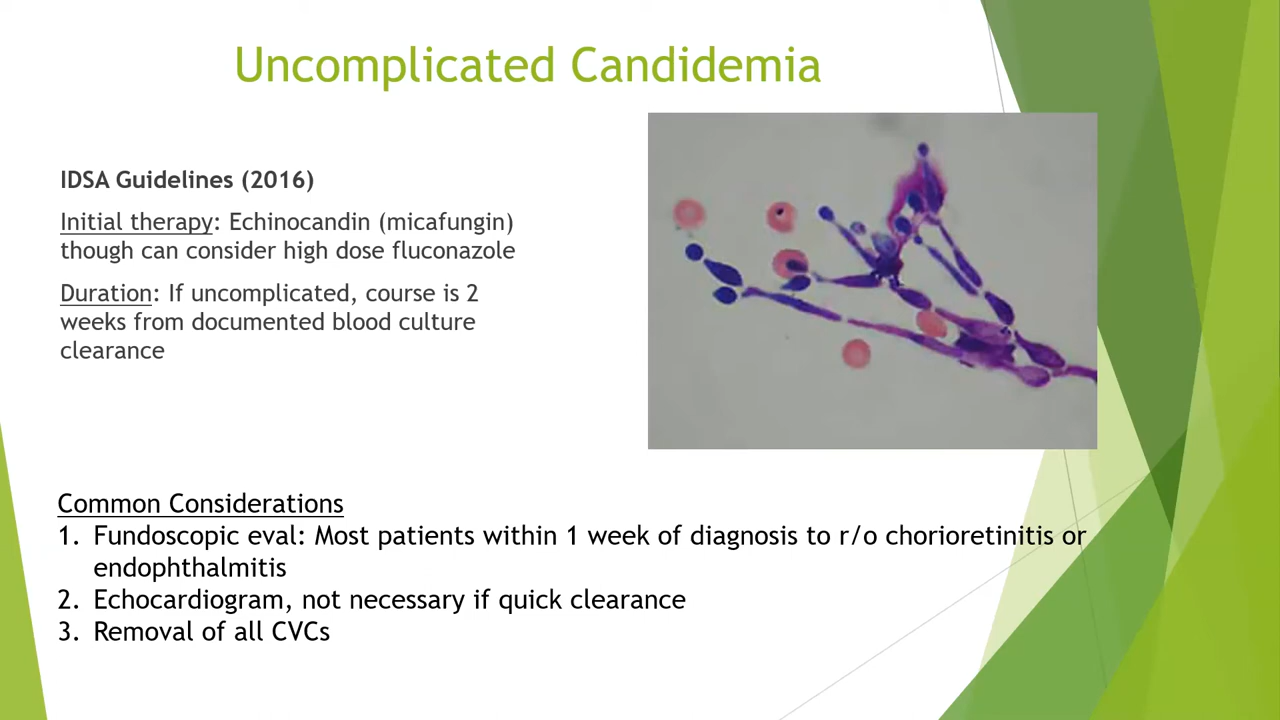 Uncomplicated Candidemia
IDSA Guidelines (2016)
Initial therapy: Echinocandin (micafungin)
though can consider high dose fluconazole
Duration: If uncomplicated, course is 2
weeks from documented blood culture
clearance
Common Considerations
1. Fundoscopic eval: Most patients within 1 week of diagnosis to r/o chorioretinitis or
endophthalmitis
2. Echocardiogram, not necessary if quick clearance
3. Removal of all CVCs